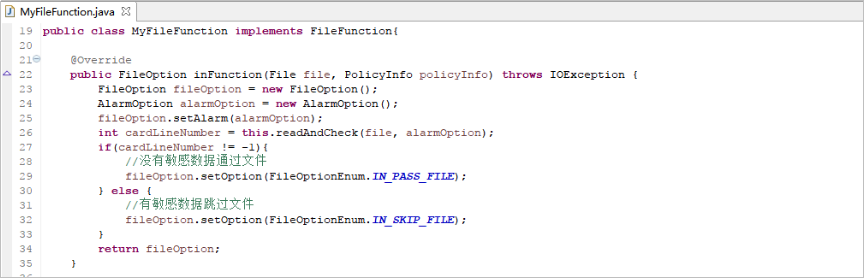 MyFileFunction.java
19 public class MyFileFunction implements FileFunction{
20
21 @Override
22 public FileOption inFunction(File file, PolicyInfo policyInfo) throws IOException {
23 FileOption fileOption = new FileOption();
24 AlarmOption alarmOption = new AlarmOption();
25 fileOption.setAlarm(alarmOption);
26 int cardLineNumber = this.readAndCheck(file, alarmOption);
27 if(cardLineNumber != -1){
28 //没有敏感数据通过文件
29 fileOption.setOption(FileOptionEnum.IN_PASS_FILE);
30 } else {
31 //有敏感数据跳过文件
32 fileOption.setOption(FileOptionEnum.IN_SKIP_FILE);
33 }
34 return fileOption;
35 }